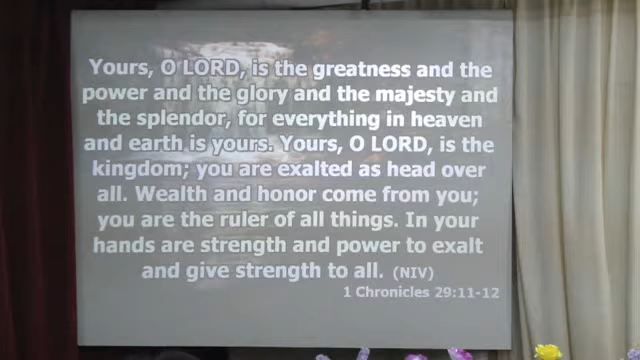 Yours, O LORD, is the greatness and the
power and the glory and the majesty and
the splendor, for everything in heaven
and earth is yours. Yours, O LORD, is the
kingdom; you are exalted as head over
all. Wealth and honor come from you;
you are the ruler of all things. In your
hands are strength and power to exalt
and give strength to all. (NIV)
1 Chronicles 29:11-12